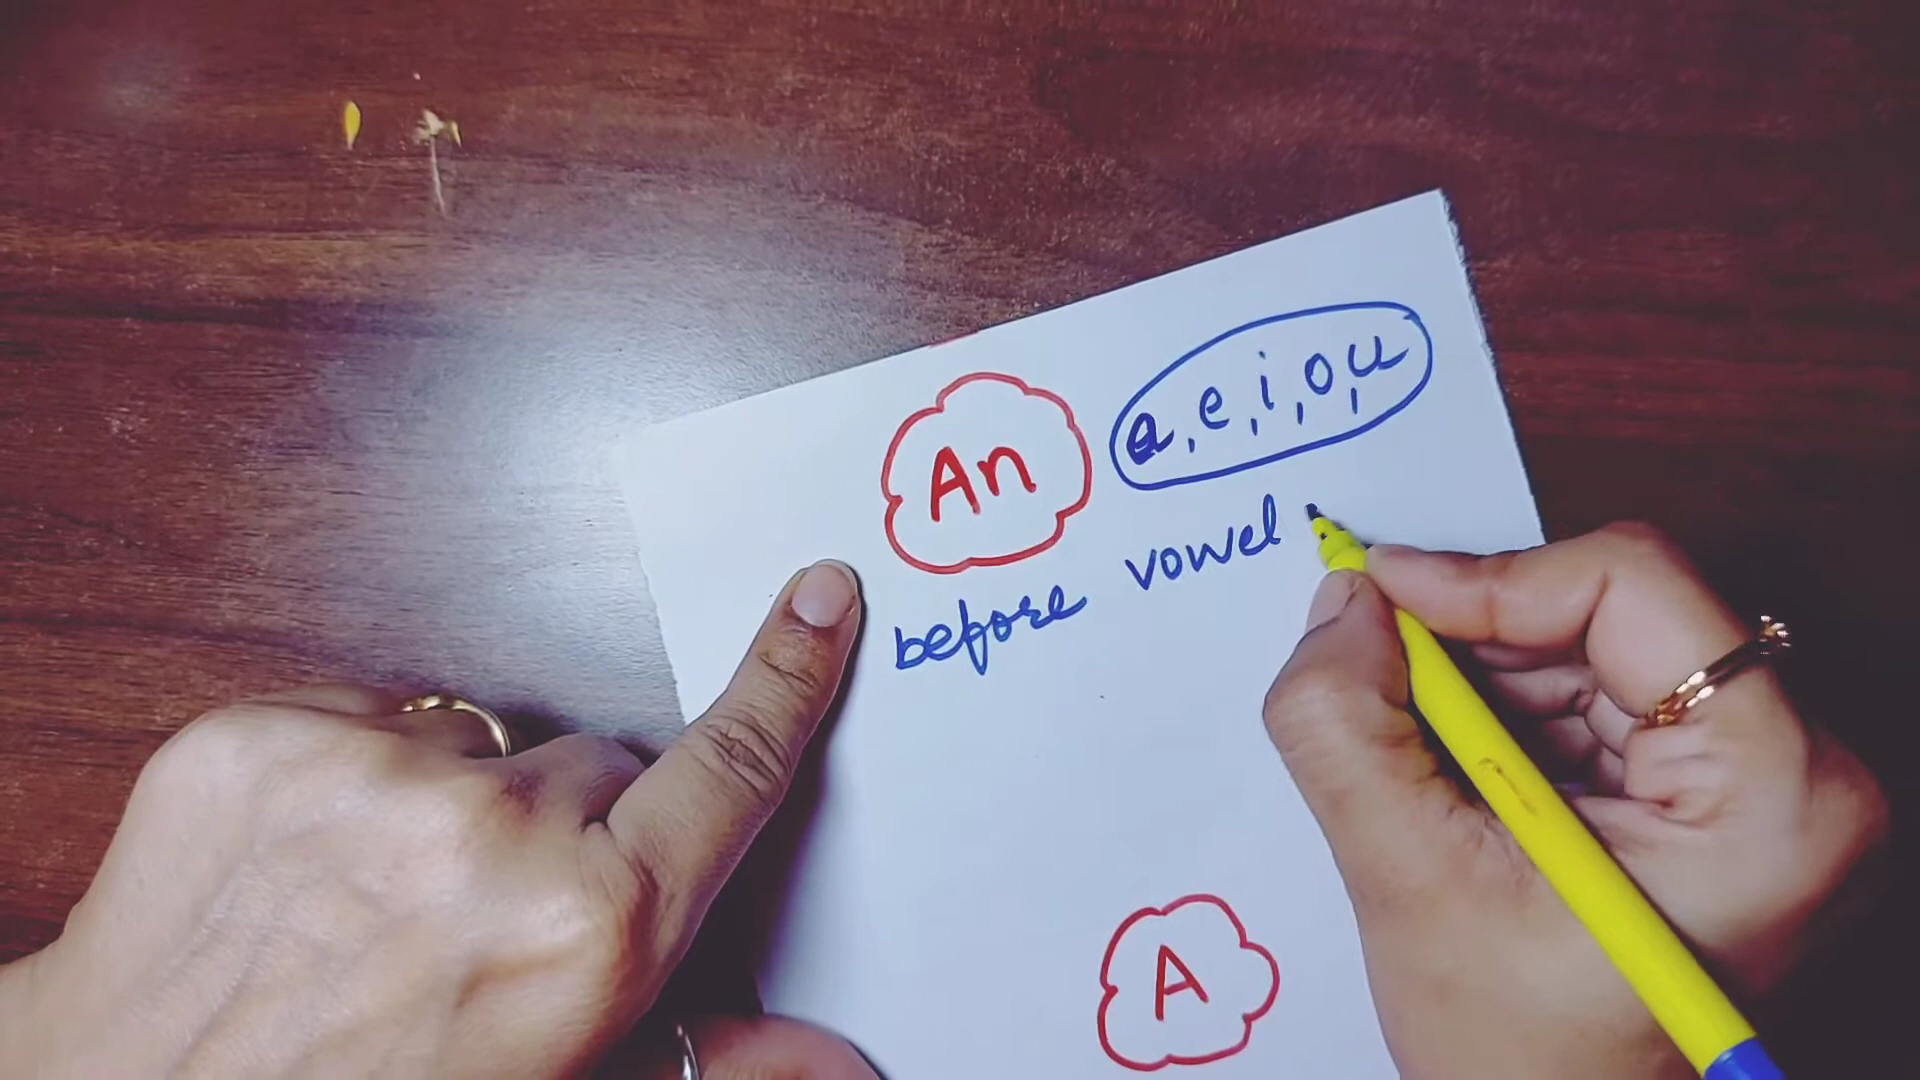 An a, e, i, o, u
before vowel
A